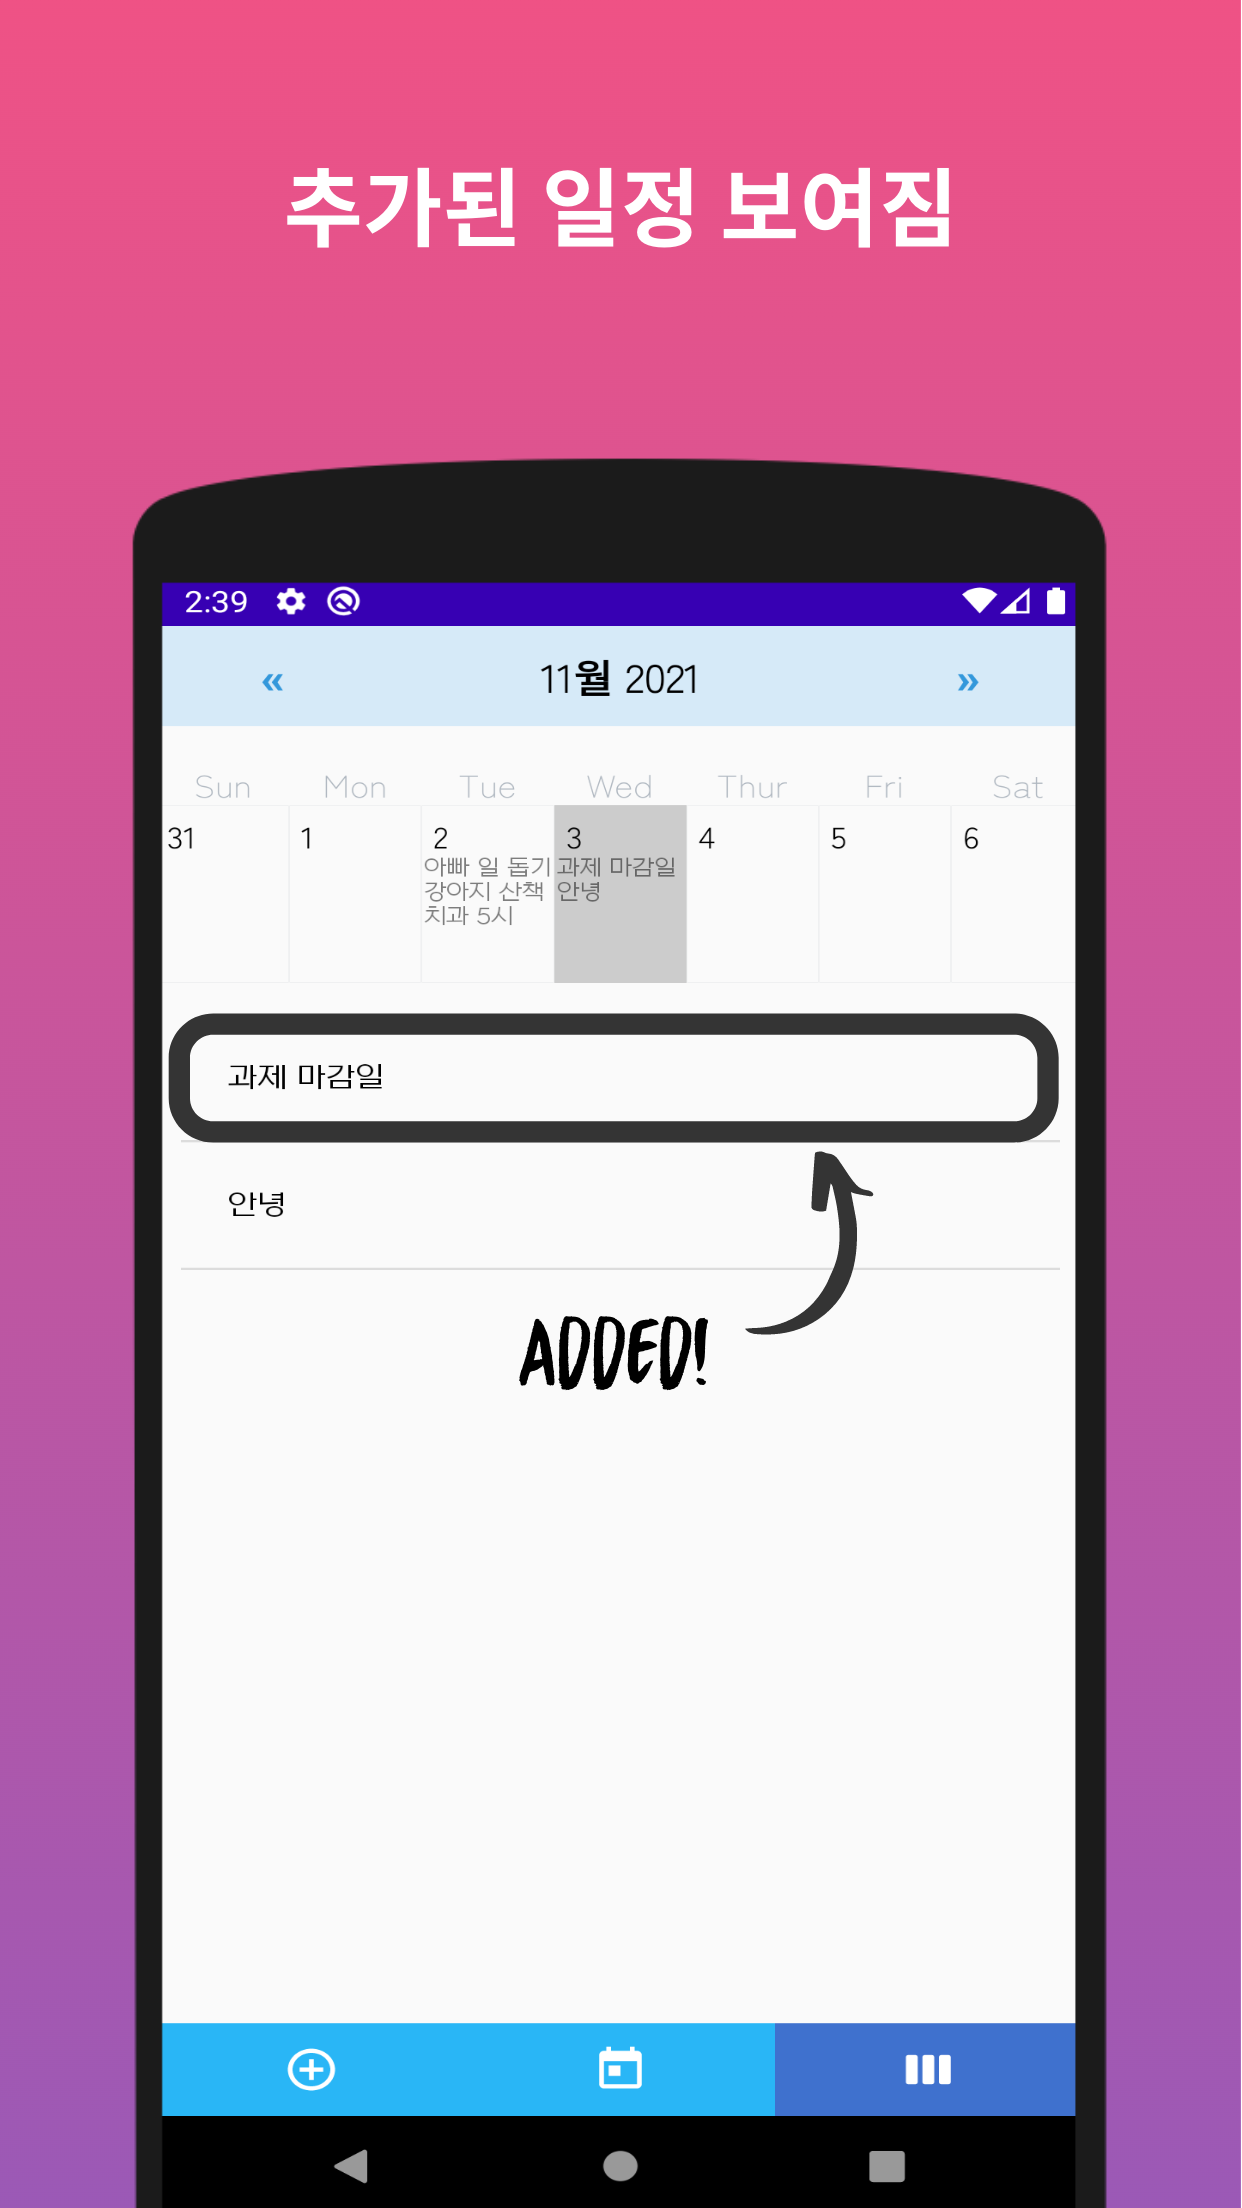 추가된 일정 보여짐
2:39
« 11월 2021 »
Sun Mon Tue Wed Thur Fri Sat
31 1 2 3 4 5 6
아빠 일 돕기 과제 마감일
강아지 산책 안녕
치과 5시
과제 마감일
안녕
ADDED!